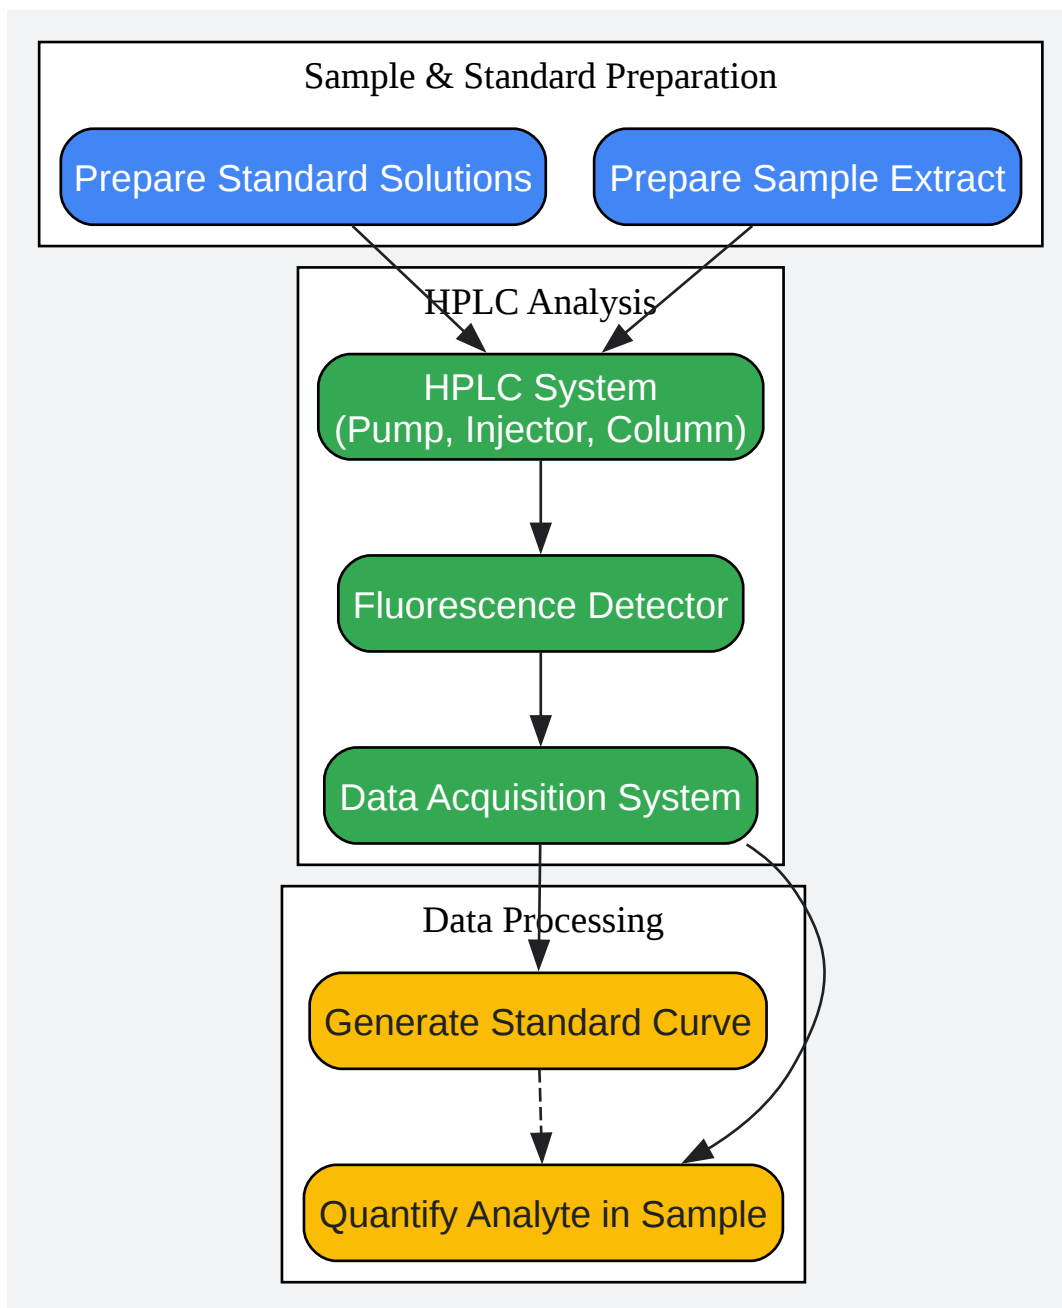 Sample & Standard Preparation
Prepare Standard Solutions
Prepare Sample Extract
HPLC Analysis
HPLC System
(Pump, Injector, Column)
Fluorescence Detector
Data Acquisition System
Data Processing
Generate Standard Curve
Quantify Analyte in Sample